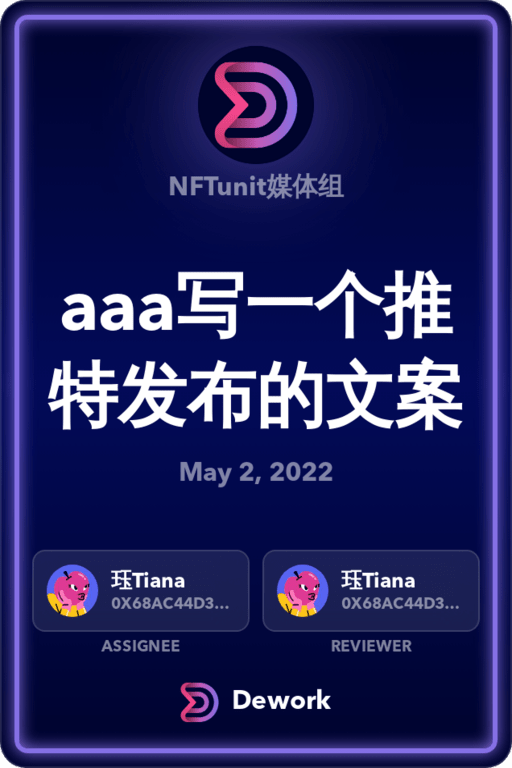 NFTunit媒体组
aaa写一个推
特发布的文案
May 2, 2022
珏Tiana
0X68AC44D3...
ASSIGNEE
珏Tiana
0X68AC44D3...
REVIEWER
Dework